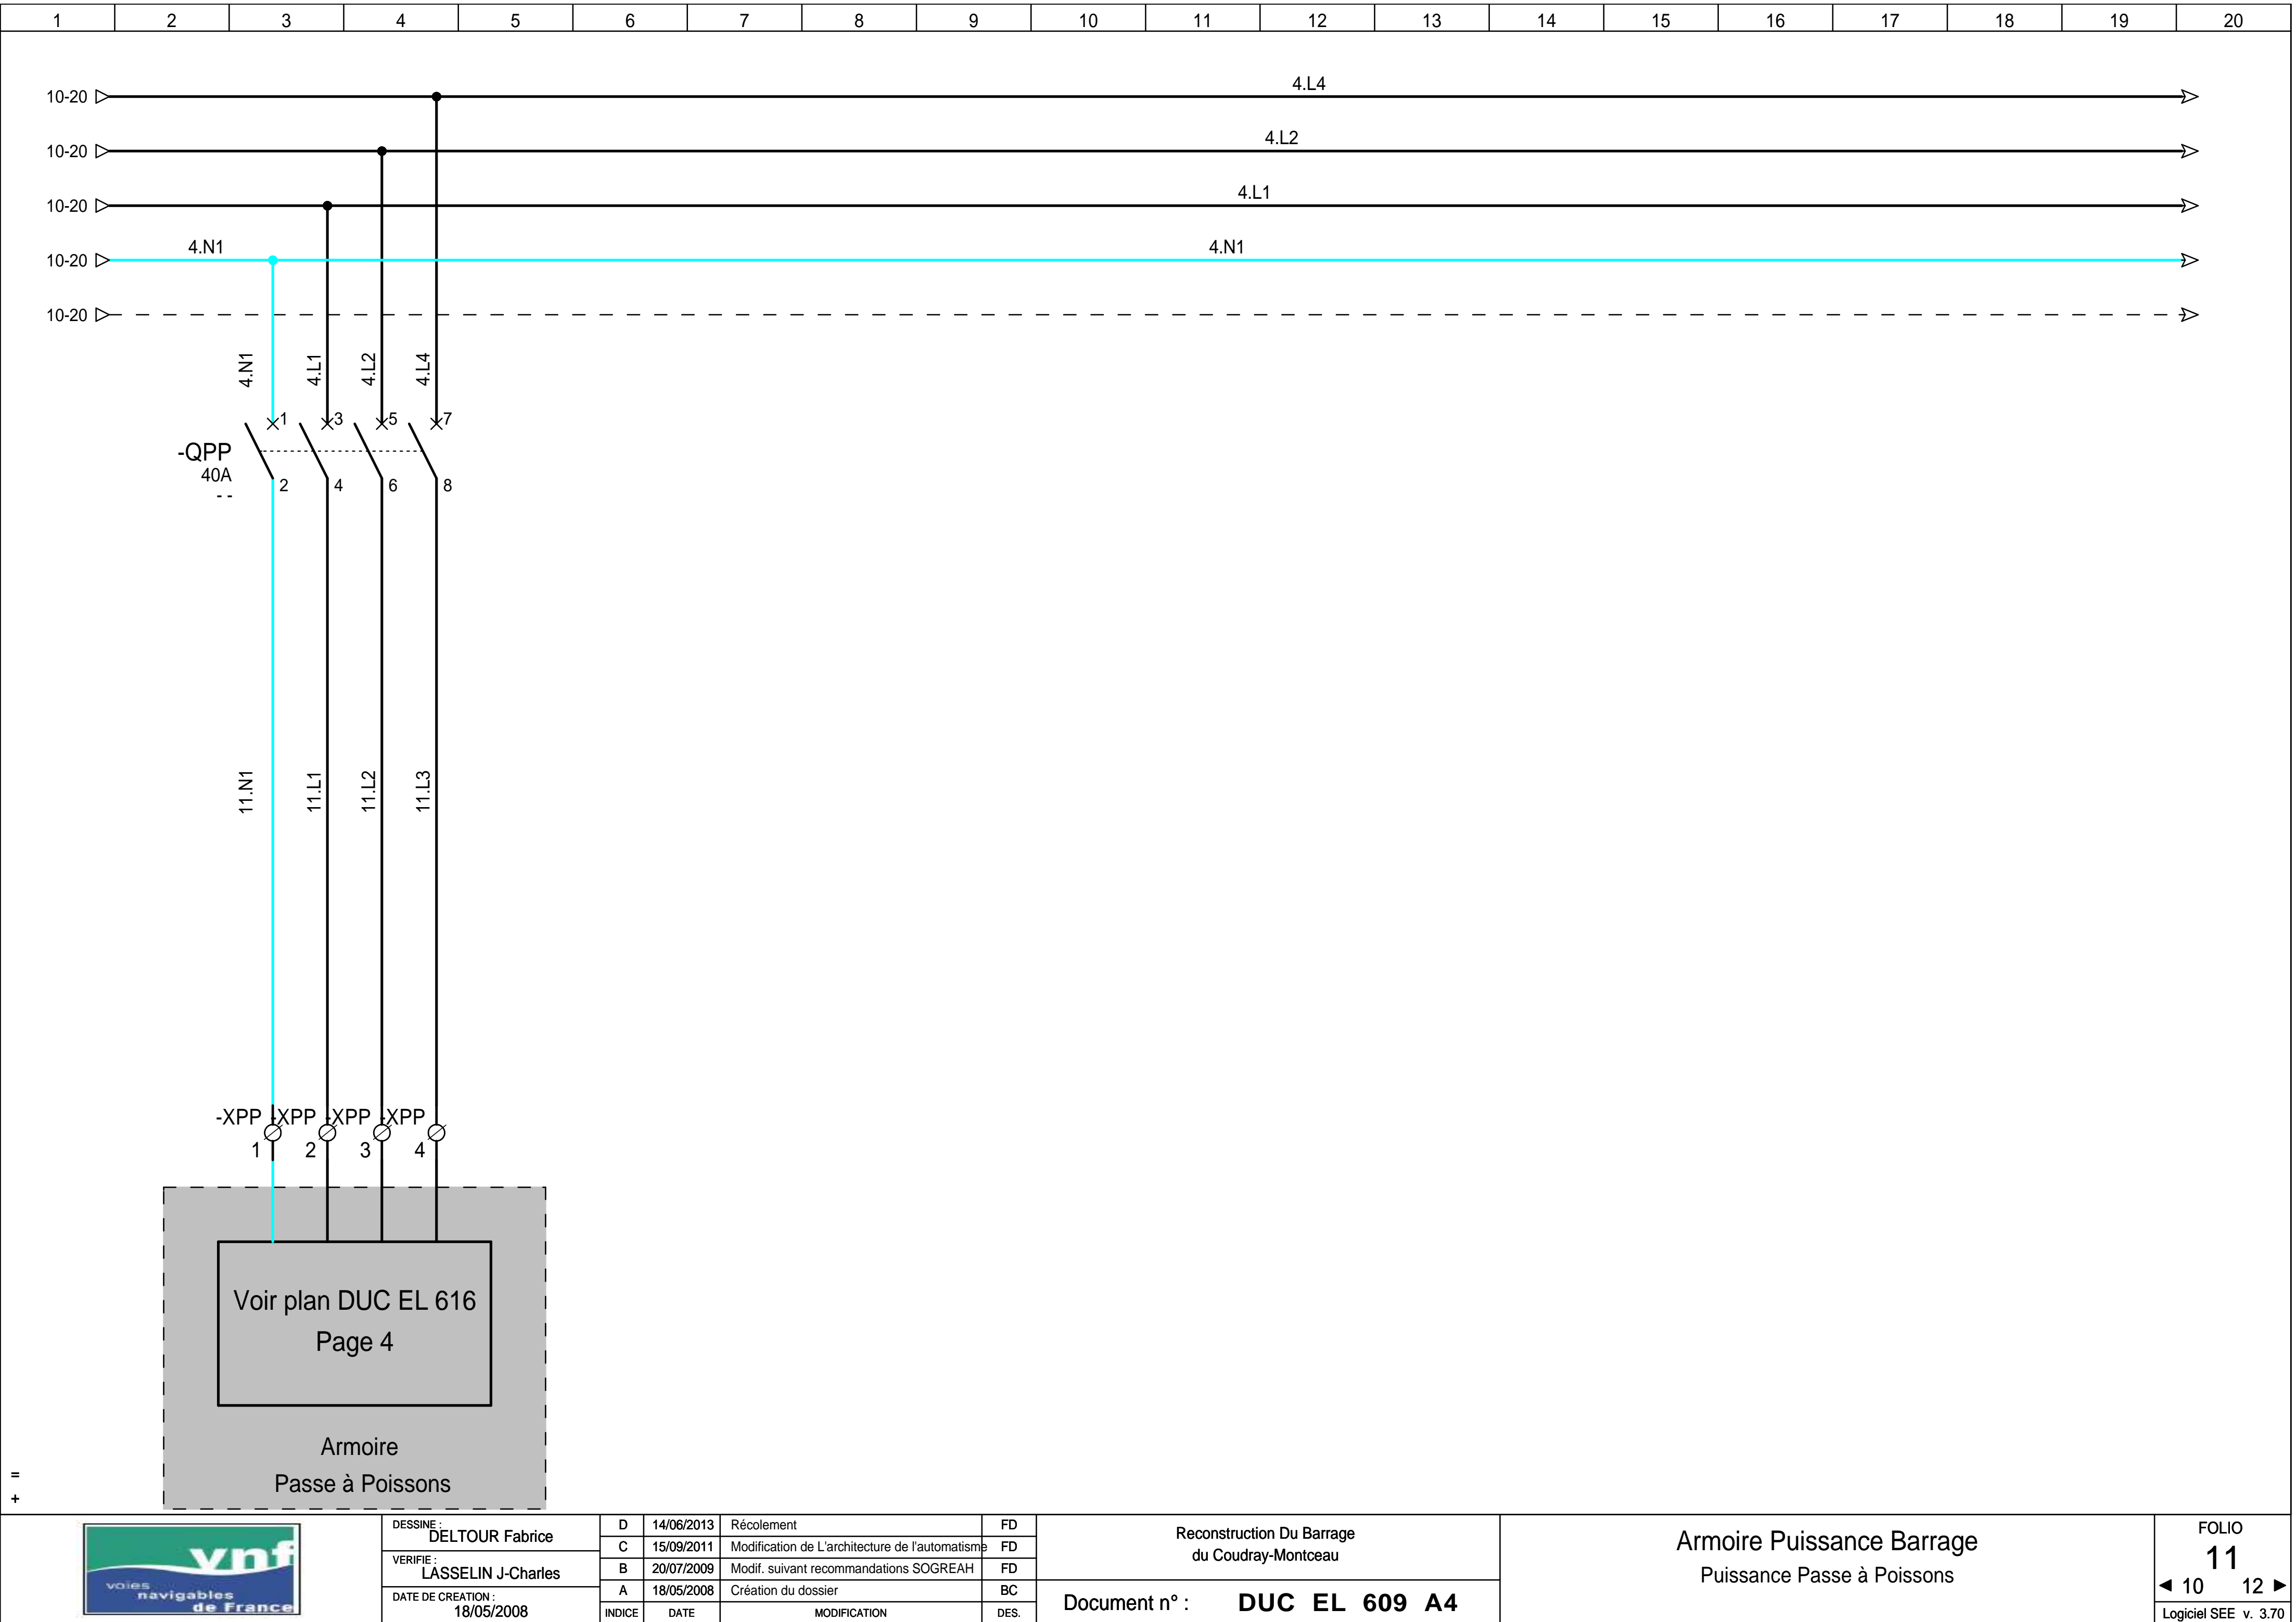 1 2 3 4 5 6 7 8 9 10 11 12 13 14 15 16 17 18 19 20
10-20 4.L4
10-20 4.L2
10-20 4.L1
10-20 4.N1 4.N1
10-20
4.N1 4.L1 4.L2 4.L4
1 3 5 7
-QPP
40A
- -
2 4 6 8
11.N1 11.L1 11.L2 11.L3
-XPP -XPP -XPP -XPP
1 2 3 4
Voir plan DUC EL 616
Page 4
Armoire
Passe à Poissons
=
+
vnf
voies
navigables
de France
DESSINE :
DELTOUR Fabrice
VERIFIE :
LASSELIN J-Charles
DATE DE CREATION :
18/05/2008
D 14/06/2013 Récolement FD
C 15/09/2011 Modification de L'architecture de l'automatisme FD
B 20/07/2009 Modif. suivant recommandations SOGREAH FD
A 18/05/2008 Création du dossier BC
INDICE DATE MODIFICATION DES.
Reconstruction Du Barrage
du Coudray-Montceau
Document n° : DUC EL 609 A4
Armoire Puissance Barrage
Puissance Passe à Poissons
FOLIO
11
◄ 10 12 ►
Logiciel SEE v. 3.70